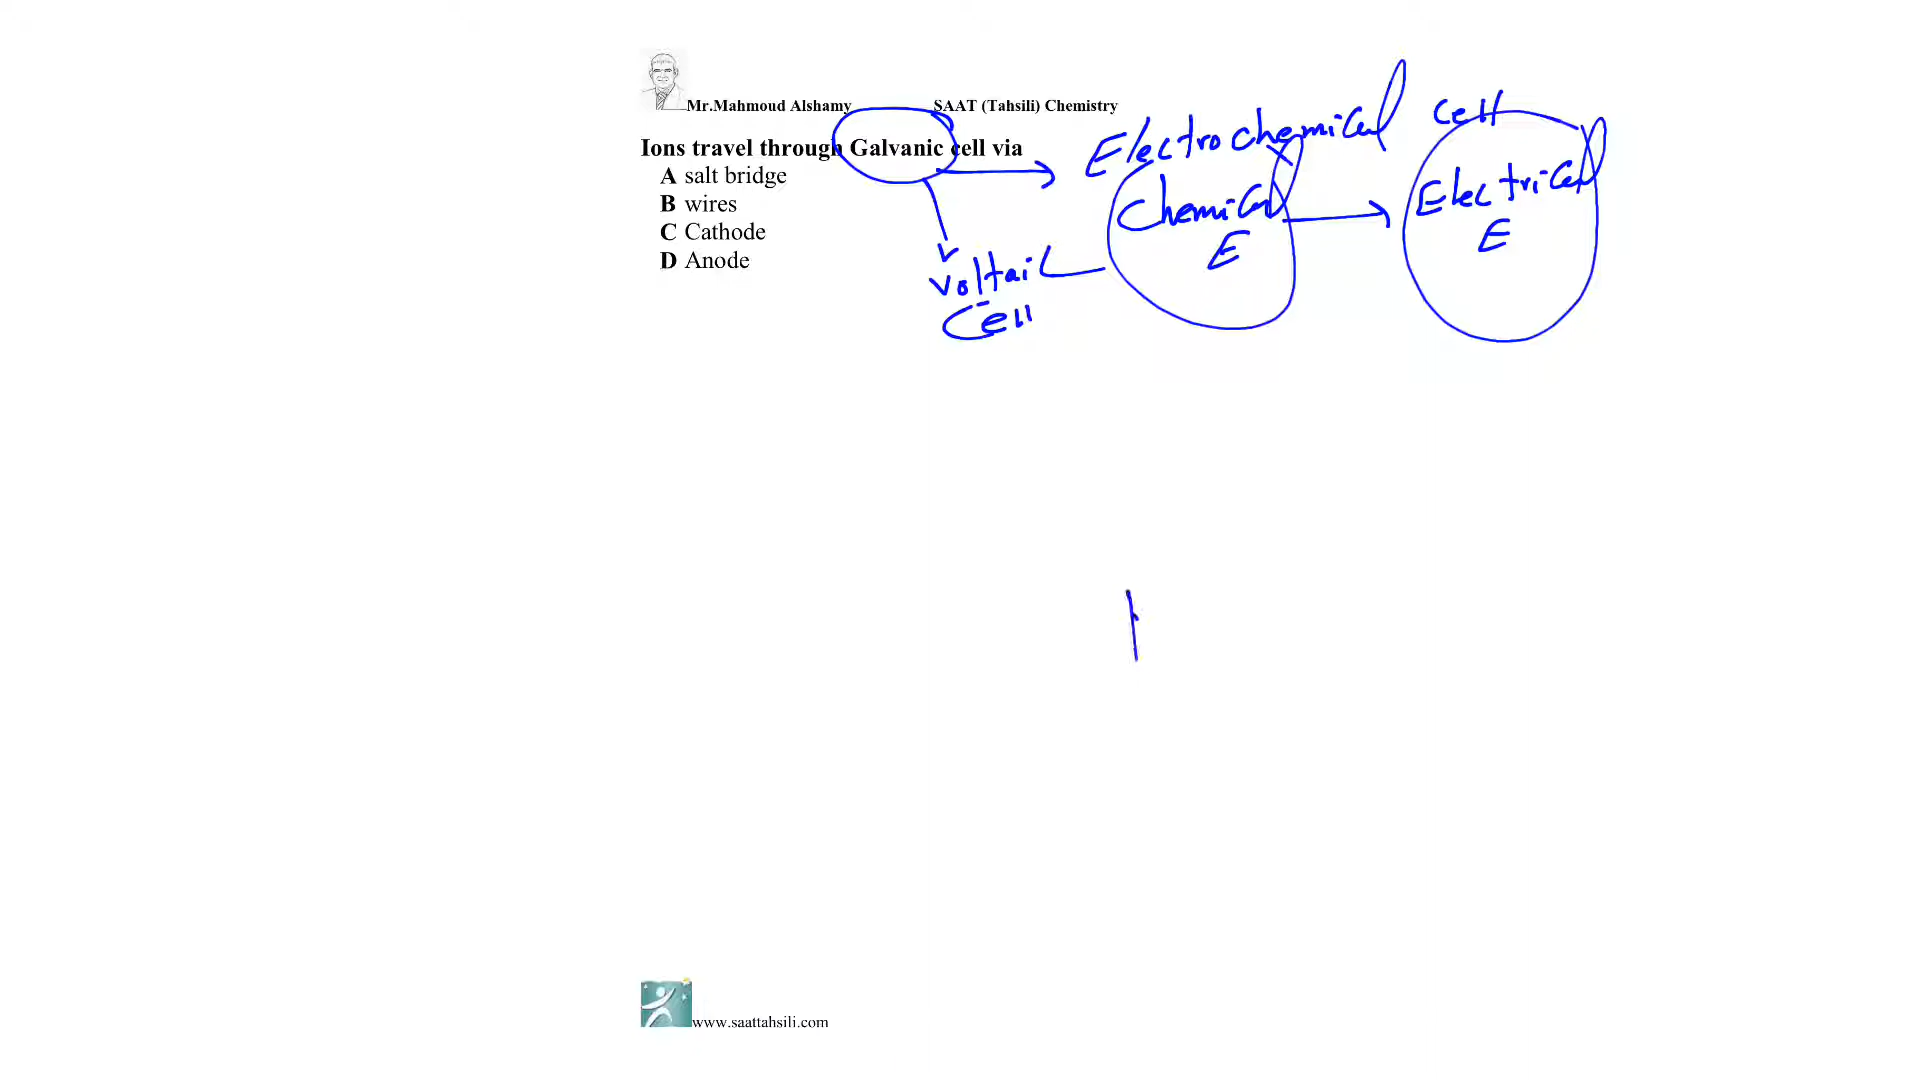 Mr.Mahmoud Alshamy SAAT (Tahsili) Chemistry
Ions travel through Galvanic cell via
A salt bridge
B wires
C Cathode
D Anode
Electrochemical cell
Chemical E
Electrical E
Voltaic
Cell
www.saattahsili.com